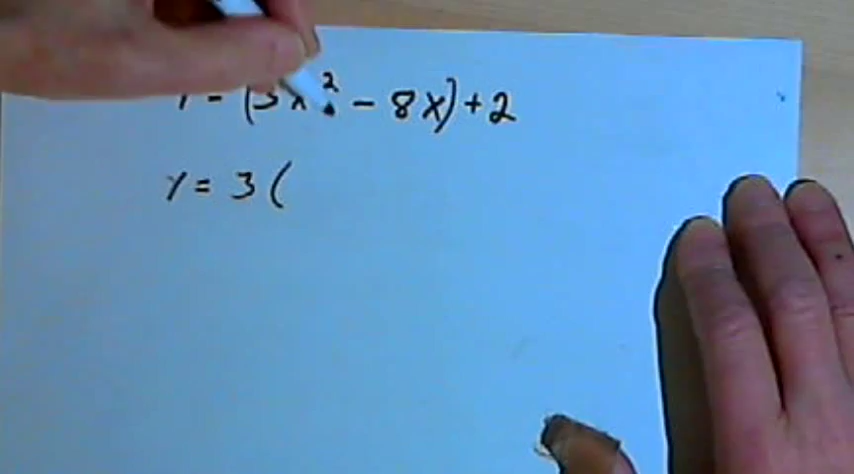 Y = (3x² - 8x) + 2
Y = 3 (